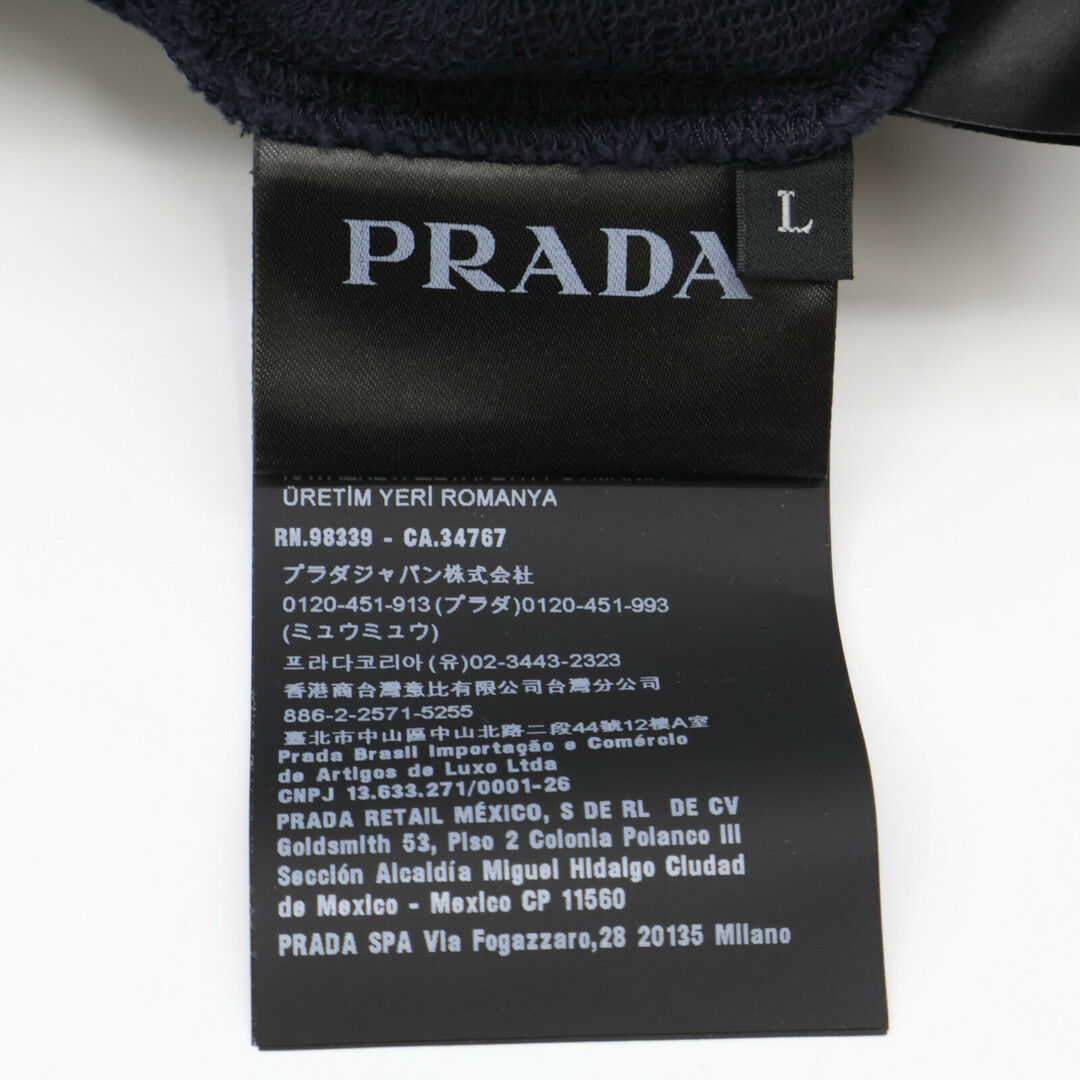 PRADA
L
ÜRETİM YERİ ROMANYA
RN.98339 - CA.34767
プラダジャパン株式会社
0120-451-913(プラダ)0120-451-993
(ミュウミュウ)
프라다코리아(유)02-3443-2323
香港商台灣意比有限公司台灣分公司
886-2-2571-5255
臺北市中山區中山北路二段44號12樓A室
Prada Brasil Importação e Comércio
de Artigos de Luxo Ltda
CNPJ 13.633.271/0001-26
PRADA RETAIL MÉXICO, S DE RL DE CV
Goldsmith 53, Piso 2 Colonia Polanco III
Sección Alcaldía Miguel Hidalgo Ciudad
de Mexico - Mexico CP 11560
PRADA SPA Via Fogazzaro,28 20135 Milano